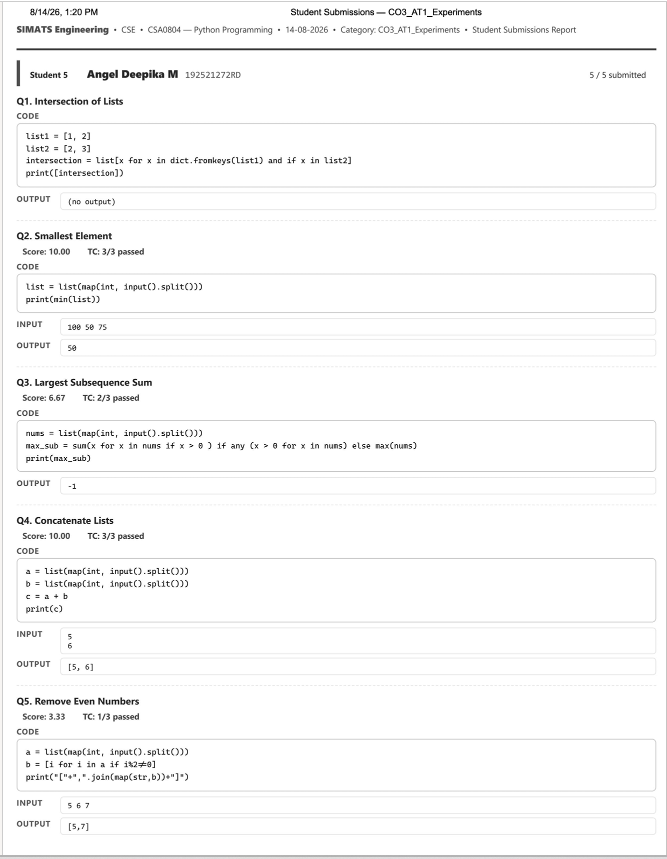 8/14/26, 1:20 PM Student Submissions — CO3_AT1_Experiments
SIMATS Engineering • CSE • CSA0804 — Python Programming • 14-08-2026 • Category: CO3_AT1_Experiments • Student Submissions Report
Student 5 Angel Deepika M 192521272RD 5 / 5 submitted
Q1. Intersection of Lists
CODE
list1 = [1, 2]
list2 = [2, 3]
intersection = list[x for x in dict.fromkeys(list1) and if x in list2]
print([intersection])
OUTPUT (no output)
Q2. Smallest Element
Score: 10.00 TC: 3/3 passed
CODE
list = list(map(int, input().split()))
print(min(list))
INPUT 100 50 75
OUTPUT 50
Q3. Largest Subsequence Sum
Score: 6.67 TC: 2/3 passed
CODE
nums = list(map(int, input().split()))
max_sub = sum(x for x in nums if x > 0 ) if any (x > 0 for x in nums) else max(nums)
print(max_sub)
OUTPUT -1
Q4. Concatenate Lists
Score: 10.00 TC: 3/3 passed
CODE
a = list(map(int, input().split()))
b = list(map(int, input().split()))
c = a + b
print(c)
INPUT 5
6
OUTPUT [5, 6]
Q5. Remove Even Numbers
Score: 3.33 TC: 1/3 passed
CODE
a = list(map(int, input().split()))
b = [i for i in a if i%2≠0]
print("["+",".join(map(str,b))+"]")
INPUT 5 6 7
OUTPUT [5,7]